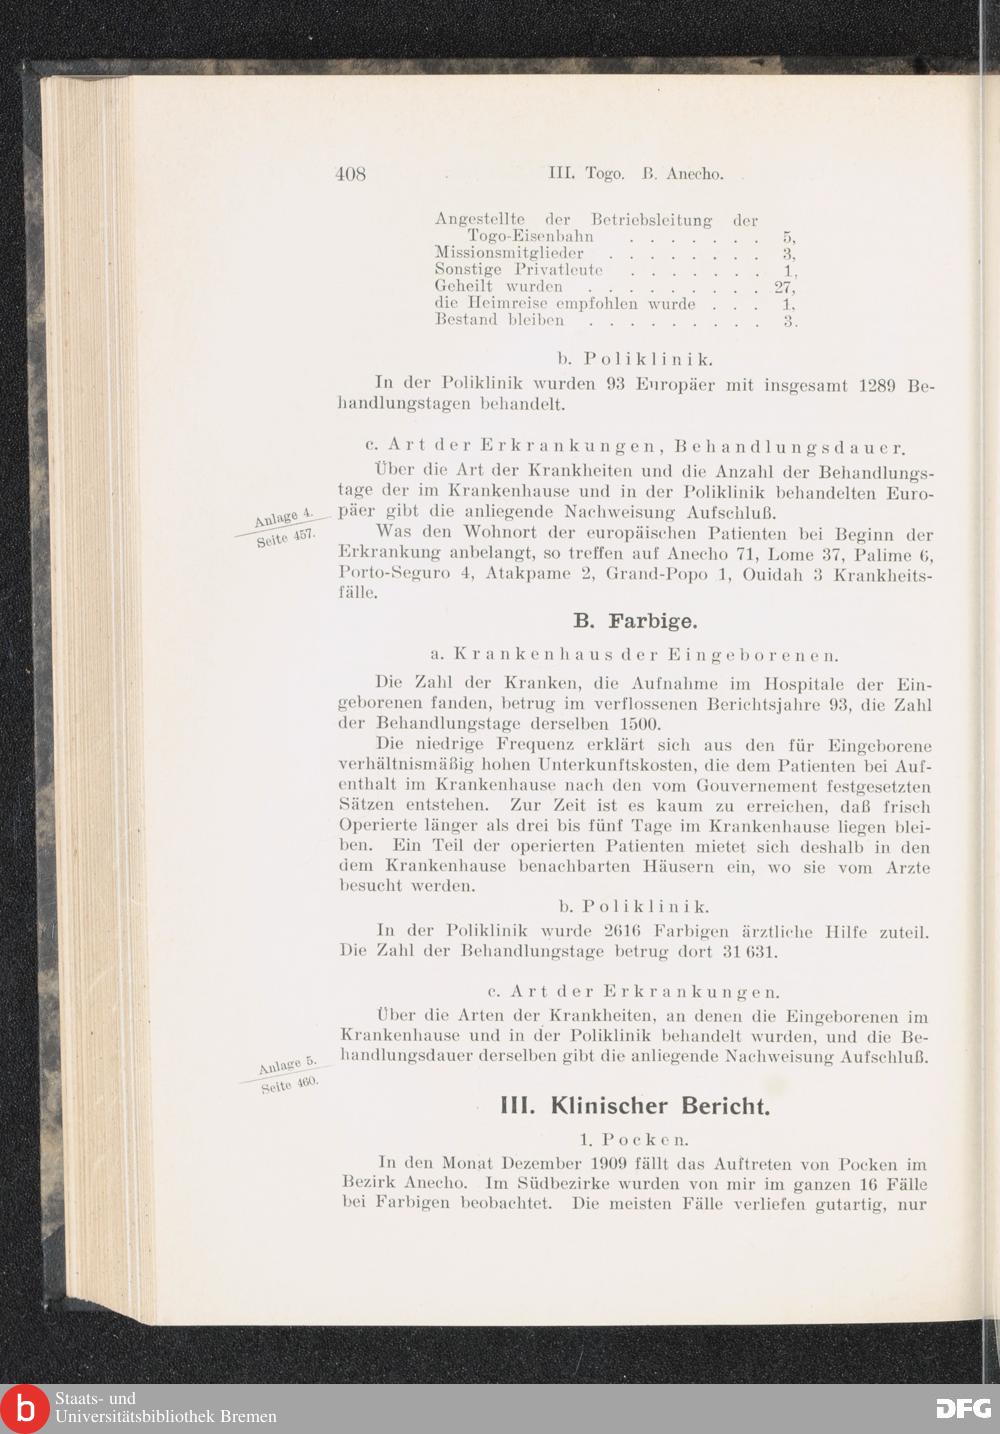 408
III. Togo. B. Anecho.
Angestellte der Betriebsleitung der
Togo-Eisenbahn . . . . . . . 5,
Missionsmitglieder . . . . . . . . 3,
Sonstige Privatleute . . . . . . . 1,
Geheilt wurden . . . . . . . . . 27,
die Heimreise empfohlen wurde . . . 1,
Bestand bleiben . . . . . . . . . 3.
b. Poliklinik.
In der Poliklinik wurden 93 Europäer mit insgesamt 1289 Be-
handlungstagen behandelt.
c. Art der Erkrankungen, Behandlungsdauer.
Über die Art der Krankheiten und die Anzahl der Behandlungs-
tage der im Krankenhause und in der Poliklinik behandelten Euro-
päer gibt die anliegende Nachweisung Aufschluß.
Anlage 4.
Seite 457.
Was den Wohnort der europäischen Patienten bei Beginn der
Erkrankung anbelangt, so treffen auf Anecho 71, Lome 37, Palime 6,
Porto-Seguro 4, Atakpame 2, Grand-Popo 1, Ouidah 3 Krankheits-
fälle.
B. Farbige.
a. Krankenhaus der Eingeborenen.
Die Zahl der Kranken, die Aufnahme im Hospitale der Ein-
geborenen fanden, betrug im verflossenen Berichtsjahre 93, die Zahl
der Behandlungstage derselben 1500.
Die niedrige Frequenz erklärt sich aus den für Eingeborene
verhältnismäßig hohen Unterkunftskosten, die dem Patienten bei Auf-
enthalt im Krankenhause nach den vom Gouvernement festgesetzten
Sätzen entstehen. Zur Zeit ist es kaum zu erreichen, daß frisch
Operierte länger als drei bis fünf Tage im Krankenhause liegen blei-
ben. Ein Teil der operierten Patienten mietet sich deshalb in den
dem Krankenhause benachbarten Häusern ein, wo sie vom Arzte
besucht werden.
b. Poliklinik.
In der Poliklinik wurde 2616 Farbigen ärztliche Hilfe zuteil.
Die Zahl der Behandlungstage betrug dort 31 631.
c. Art der Erkrankungen.
Über die Arten der Krankheiten, an denen die Eingeborenen im
Krankenhause und in der Poliklinik behandelt wurden, und die Be-
handlungsdauer derselben gibt die anliegende Nachweisung Aufschluß.
Anlage 5.
Seite 460.
III. Klinischer Bericht.
1. Pocken.
In den Monat Dezember 1909 fällt das Auftreten von Pocken im
Bezirk Anecho. Im Südbezirke wurden von mir im ganzen 16 Fälle
bei Farbigen beobachtet. Die meisten Fälle verliefen gutartig, nur
b
Staats- und
Universitätsbibliothek Bremen
DFG